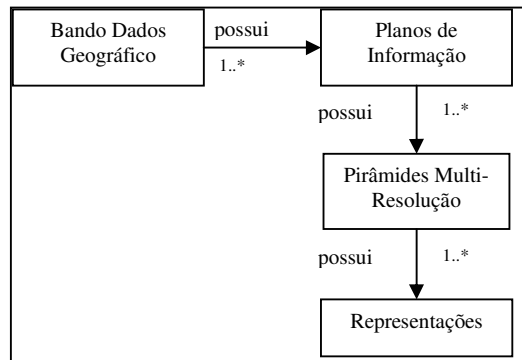 Bando Dados
Geográfico
possui
1..*
Planos de
Informação
possui
1..*
Pirâmides Multi-
Resolução
possui
1..*
Representações